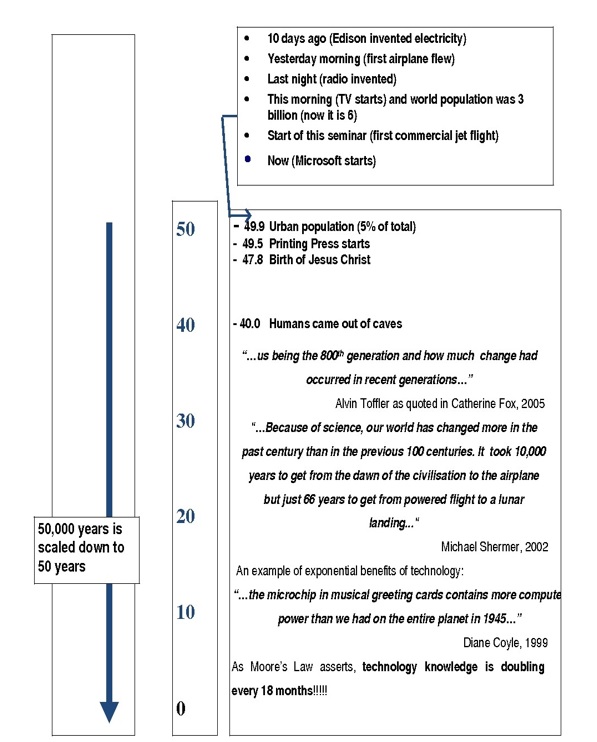 • 10 days ago (Edison invented electricity)
• Yesterday morning (first airplane flew)
• Last night (radio invented)
• This morning (TV starts) and world population was 3
billion (now it is 6)
• Start of this seminar (first commercial jet flight)
• Now (Microsoft starts)
50
- 49.9 Urban population (5% of total)
- 49.5 Printing Press starts
- 47.8 Birth of Jesus Christ
40
- 40.0 Humans came out of caves
“…us being the 800th generation and how much change had
occurred in recent generations…”
Alvin Toffler as quoted in Catherine Fox, 2005
30
“…Because of science, our world has changed more in the
past century than in the previous 100 centuries. It took 10,000
years to get from the dawn of the civilisation to the airplane
but just 66 years to get from powered flight to a lunar
landing..."
20
50,000 years is
scaled down to
50 years
Michael Shermer, 2002
An example of exponential benefits of technology:
“…the microchip in musical greeting cards contains more compute
power than we had on the entire planet in 1945…”
10
Diane Coyle, 1999
As Moore’s Law asserts, technology knowledge is doubling
every 18 months!!!!!
0